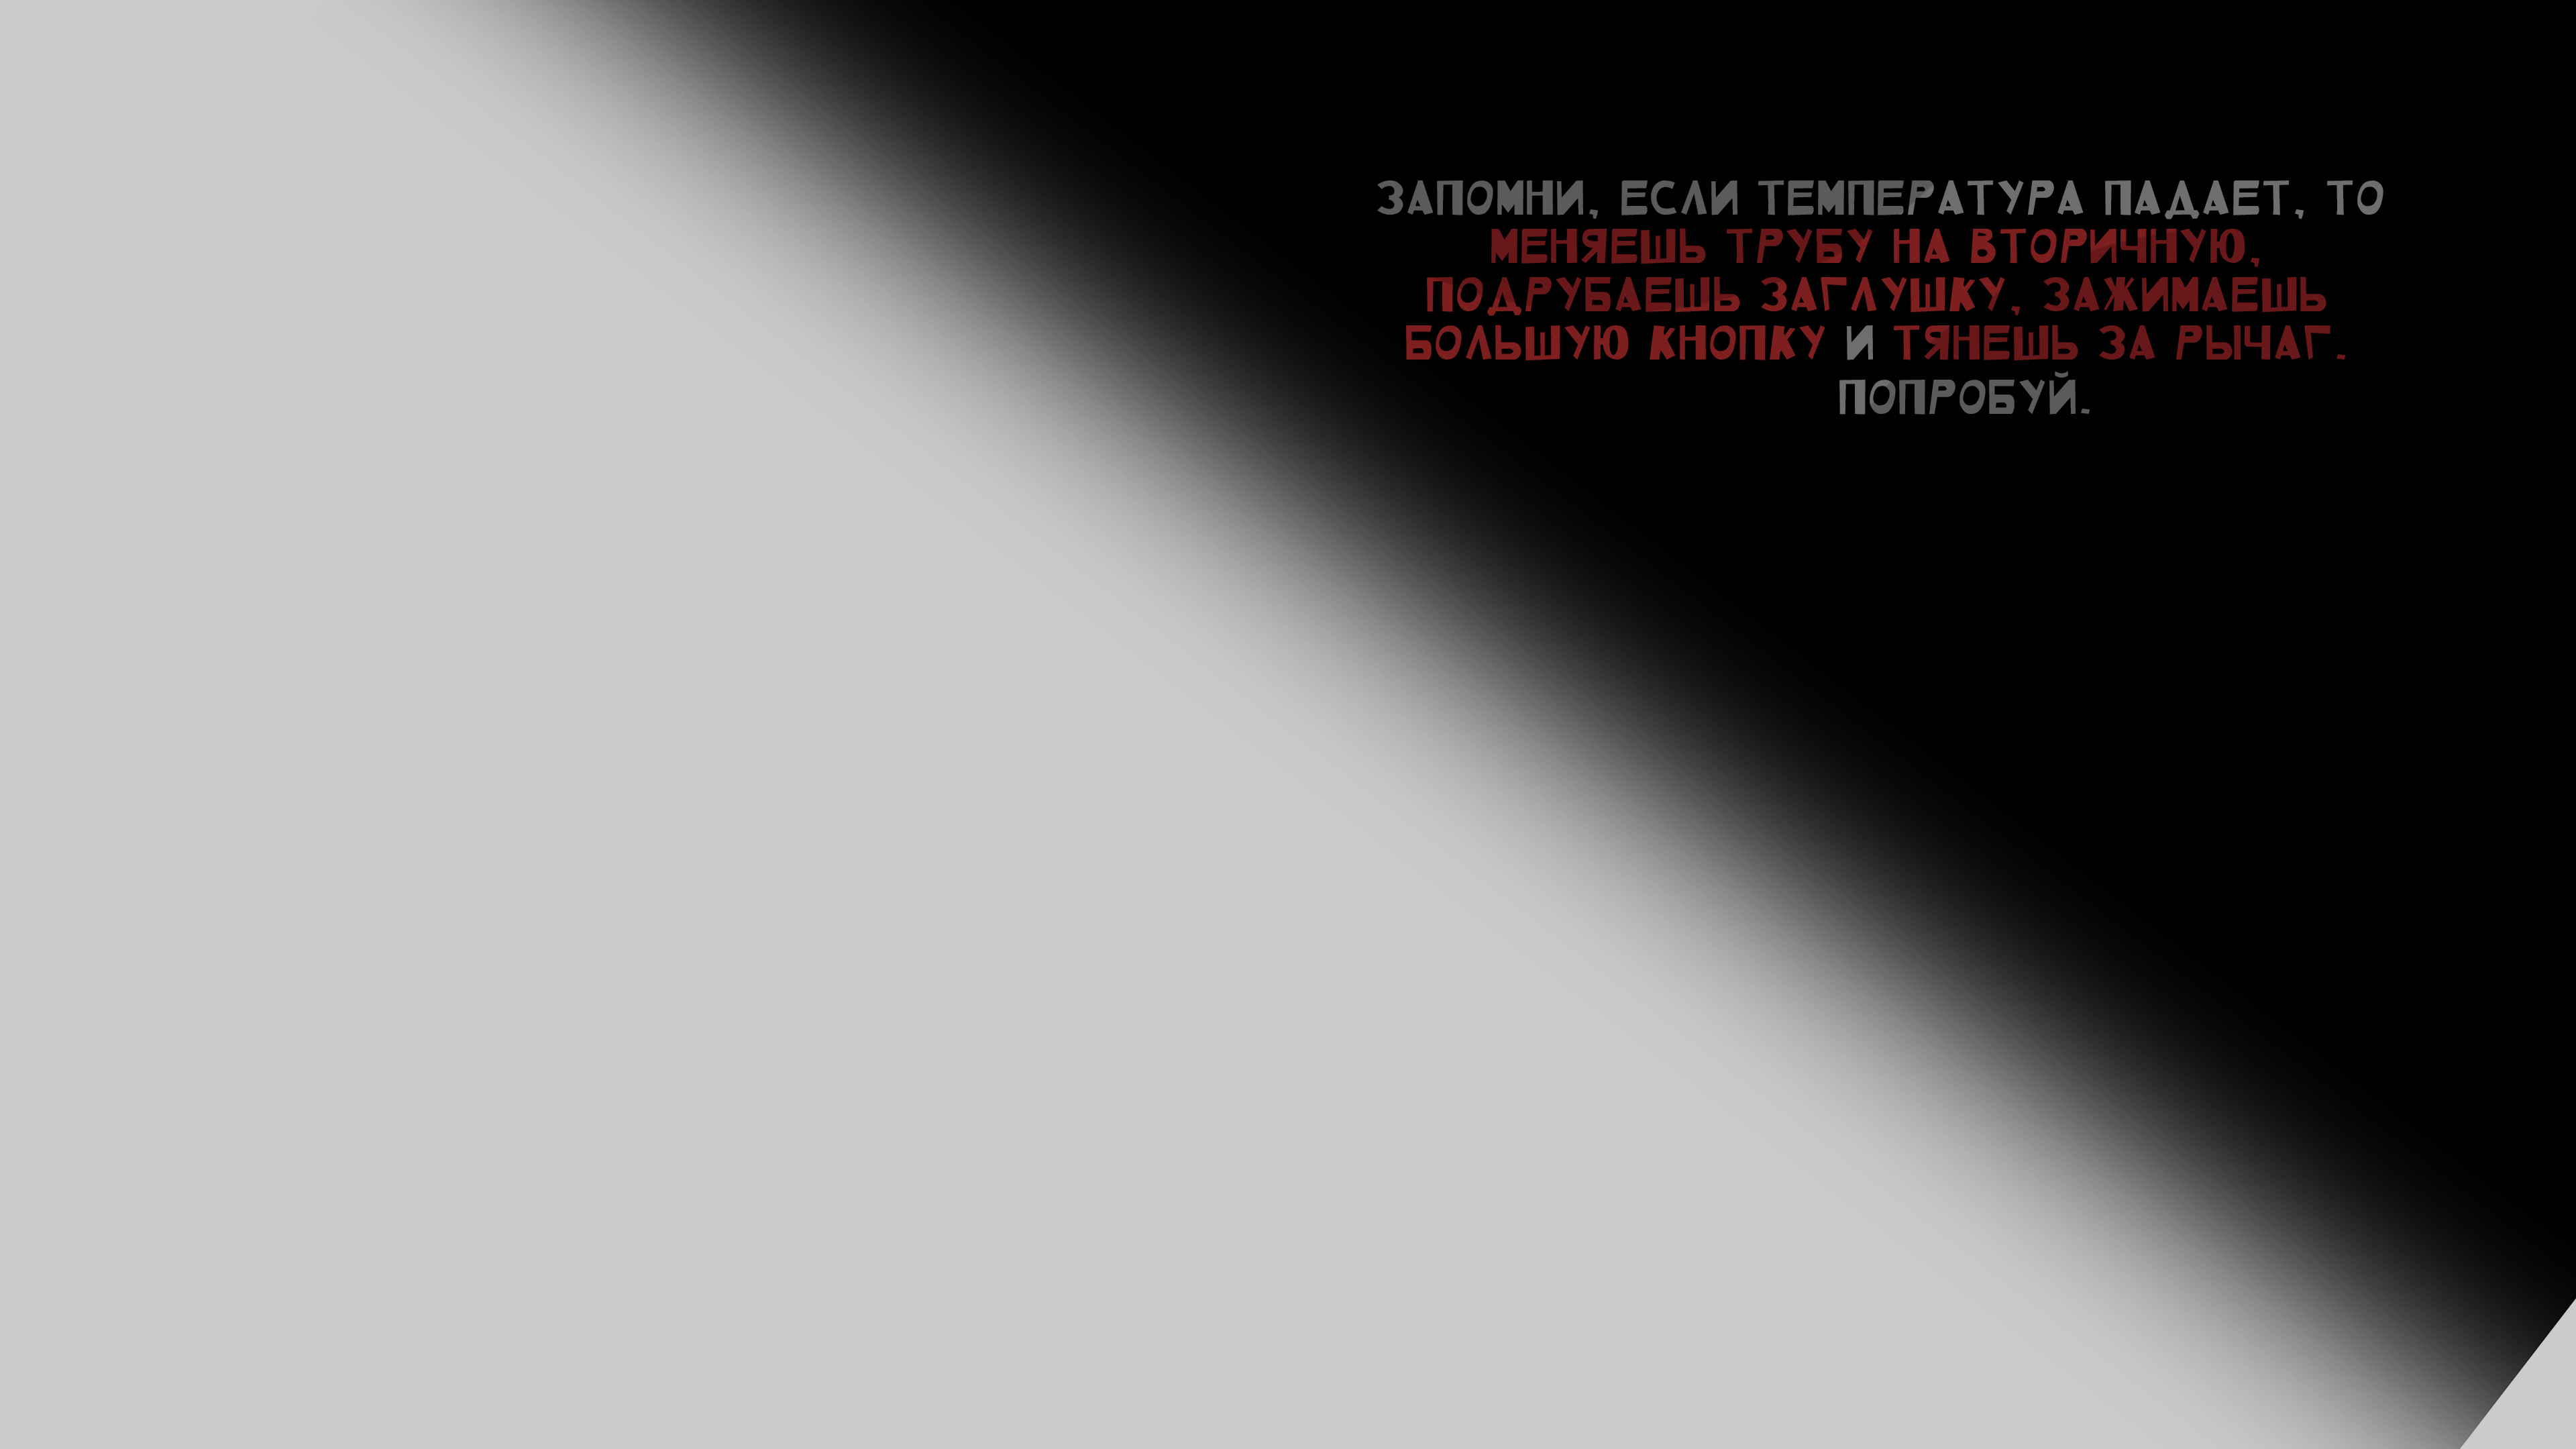 ЗАПОМНИ, ЕСЛИ ТЕМПЕРАТУРА ПАДАЕТ, ТО
МЕНЯЕШЬ ТРУБУ НА ВТОРИЧНУЮ,
ПОДРУБАЕШЬ ЗАГЛУШКУ, ЗАЖИМАЕШЬ
БОЛЬШУЮ КНОПКУ И ТЯНЕШЬ ЗА РЫЧАГ.
ПОПРОБУЙ.